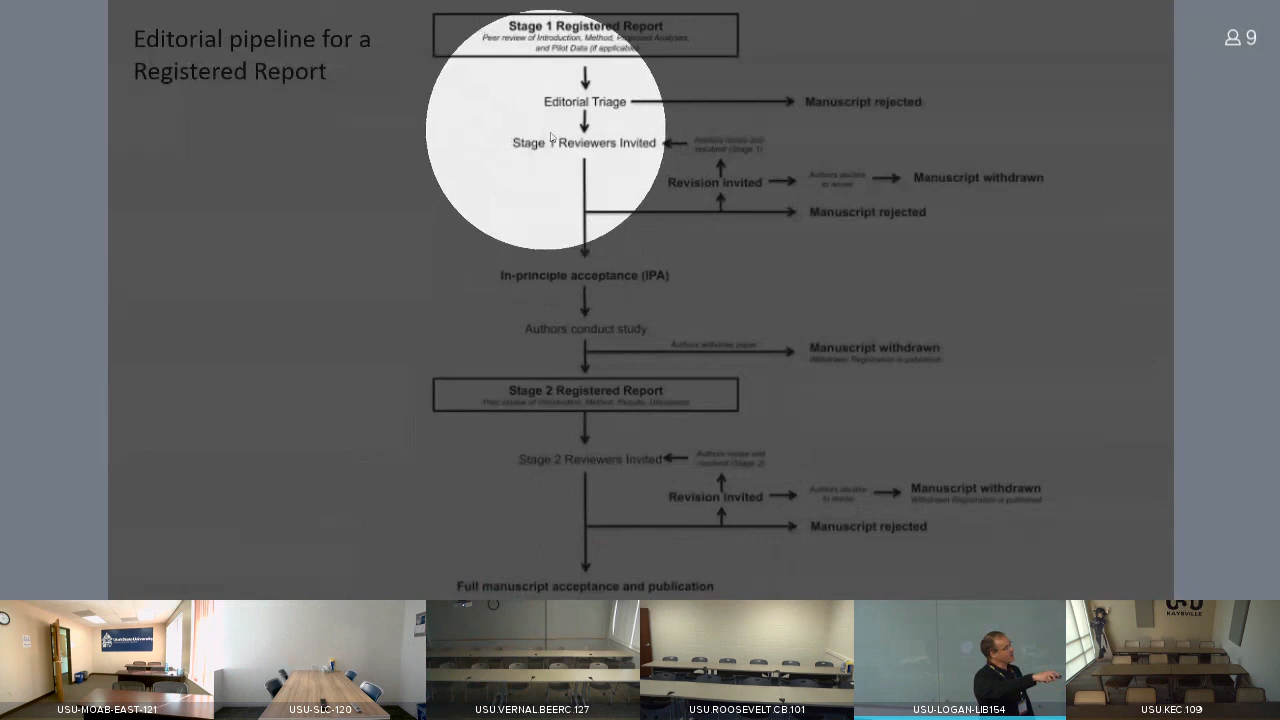 Editorial pipeline for a
Registered Report
9
Stage 1 Registered Report
Peer review of Introduction, Method, Proposed Analyses,
and Pilot Data (if applicable)
Editorial Triage
Manuscript rejected
Stage 1 Reviewers Invited
Authors revise and
resubmit (Stage 1)
Revision invited
Authors decline
to revise
Manuscript withdrawn
Manuscript rejected
In-principle acceptance (IPA)
Authors conduct study
Authors withdraw paper
Manuscript withdrawn
Withdrawn Registration is published
Stage 2 Registered Report
Peer review of Introduction, Method, Results, Discussion
Stage 2 Reviewers Invited
Authors revise and
resubmit (Stage 2)
Revision invited
Authors decline
to revise
Manuscript withdrawn
Withdrawn Registration is published
Manuscript rejected
Full manuscript acceptance and publication
UtahStateUniversity
USU
KAYSVILLE
USU-MOAB-EAST-121
USU-SLC-120
USU.VERNAL.BEERC.127
USU.ROOSEVELT.CB.101
USU-LOGAN-LIB154
USU.KEC.109